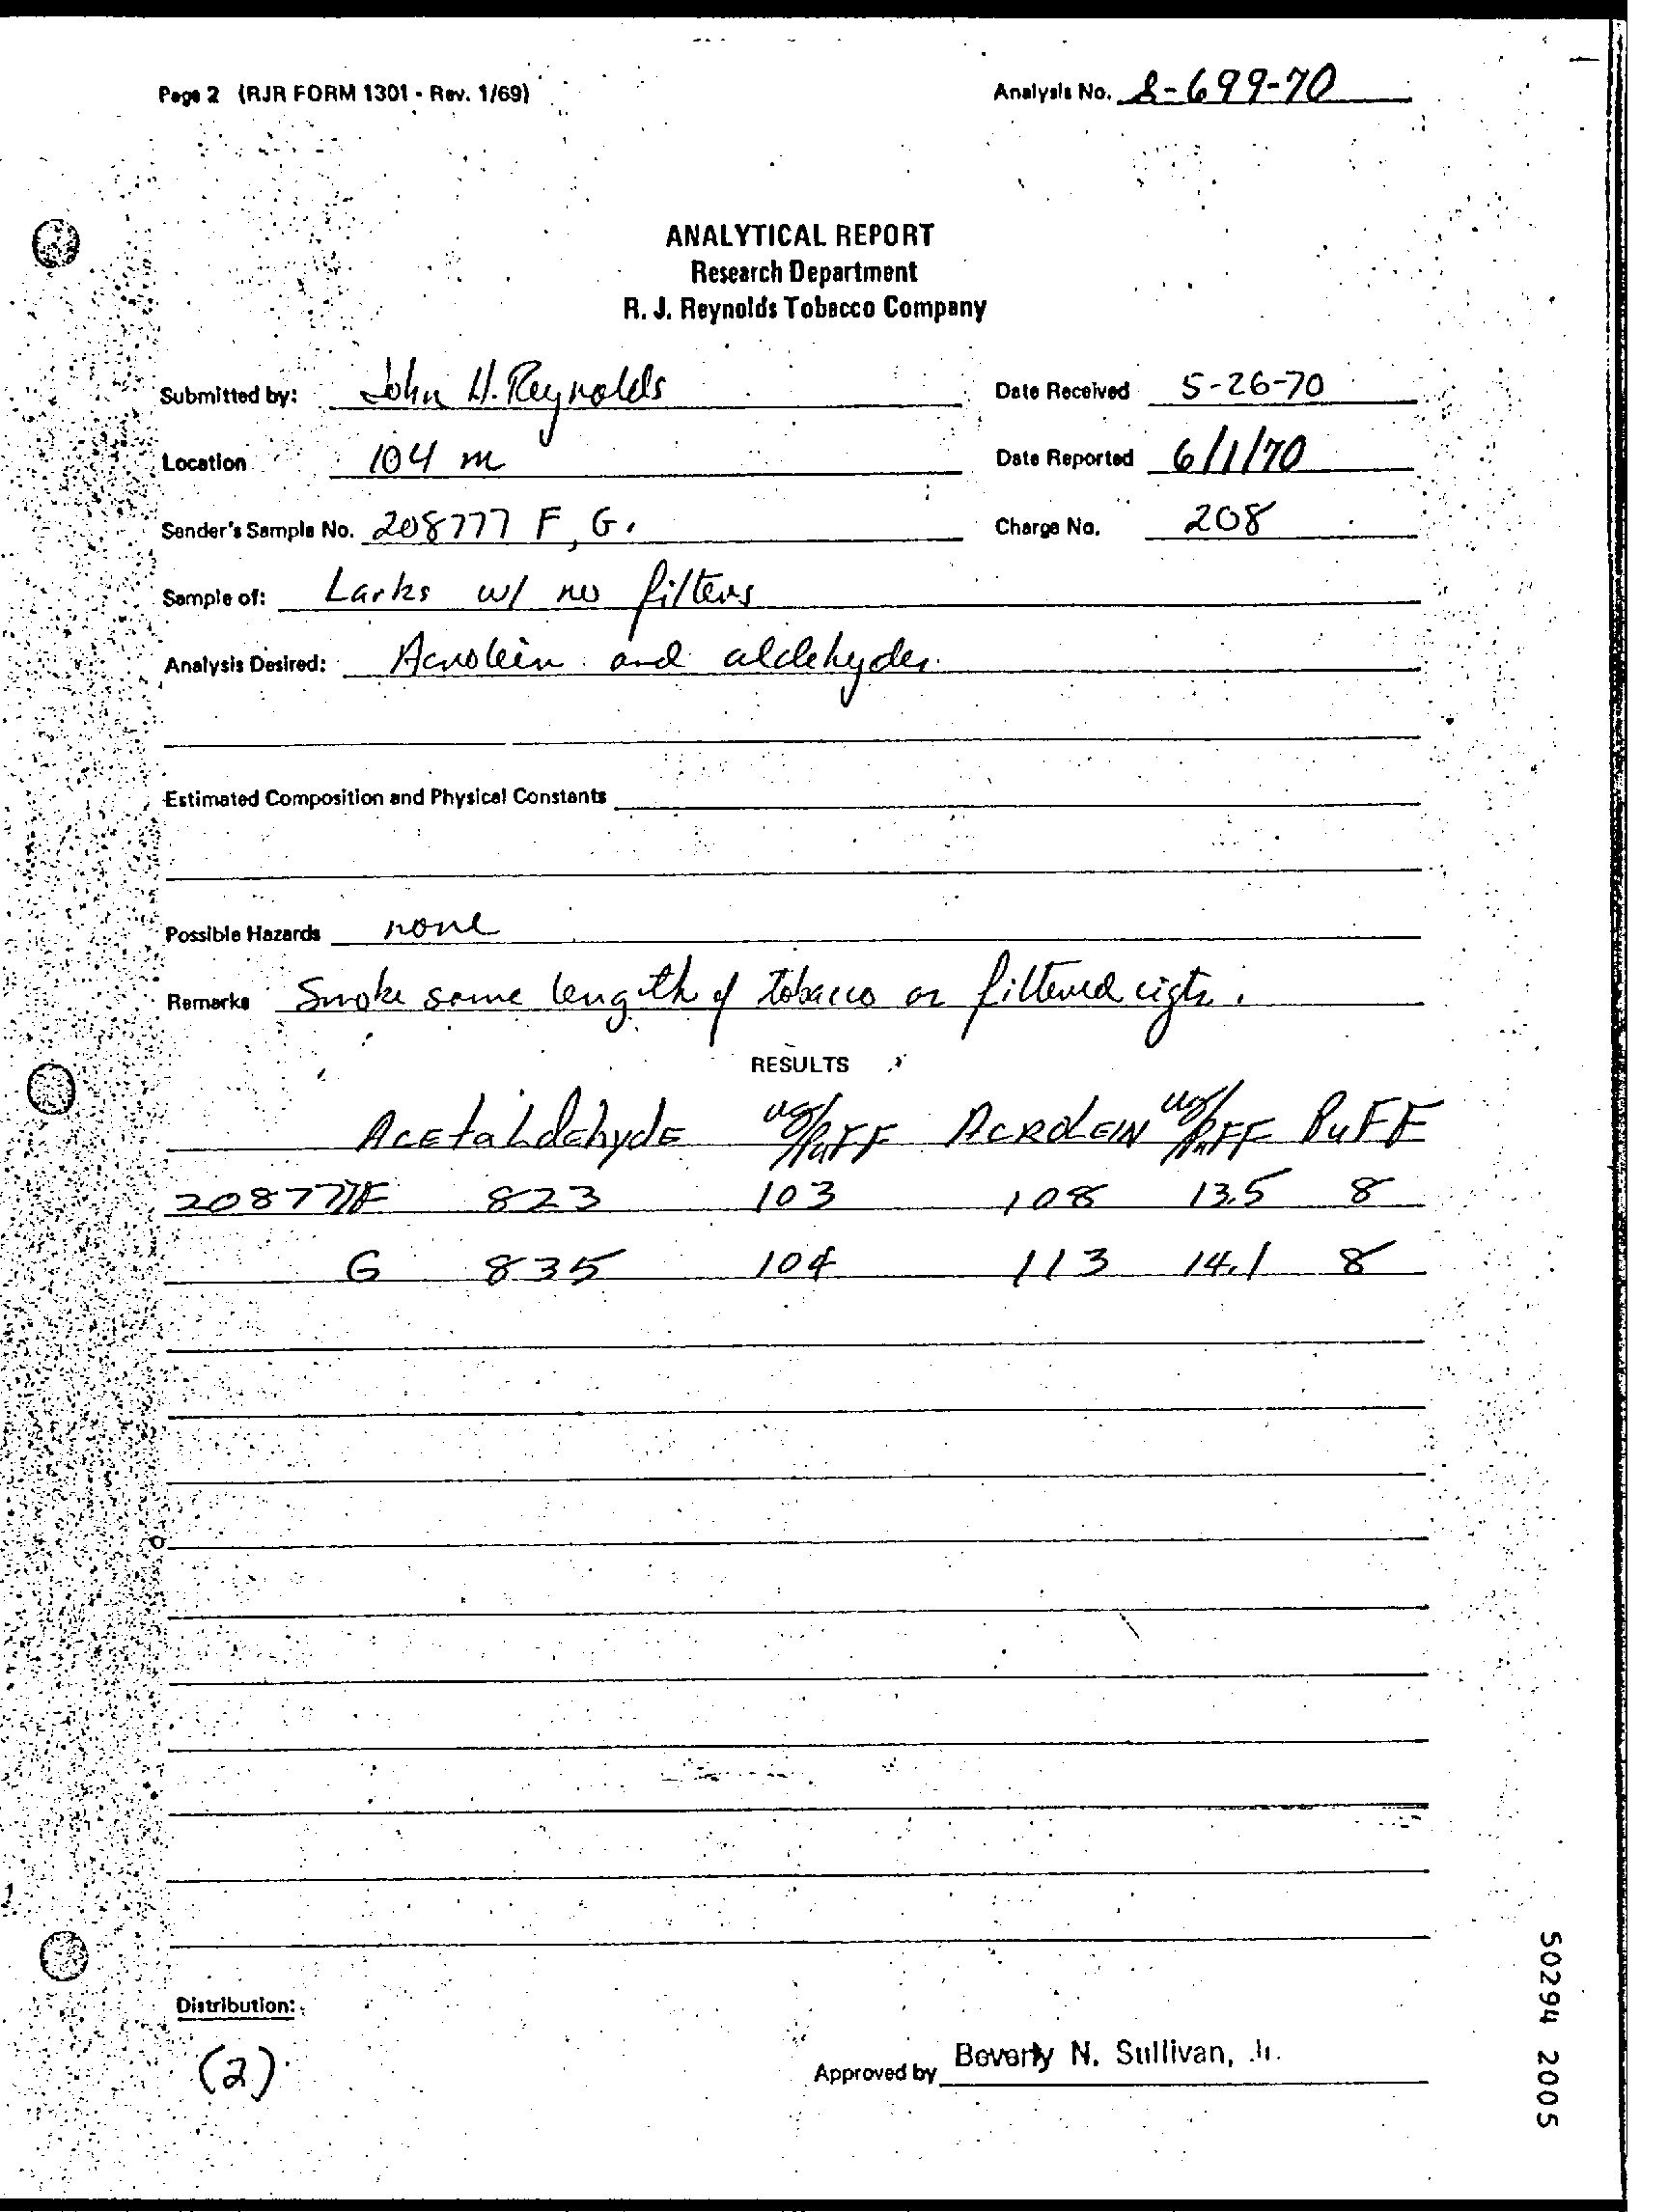 Page 2 (RJR FORM 1301 - Rev. 1/69)
Analysis No. S-699-70
ANALYTICAL REPORT
Research Department
R. J. Reynolds Tobacco Company
Submitted by: John H. Reynolds
Date Received 5-26-70
Location 104 m
Date Reported 6/1/70
Sender's Sample No. 208777 F, G.
Charge No. 208
Sample of: Larks w/ no filters
Analysis Desired: Acrolein and aldehydes
Estimated Composition and Physical Constants
Possible Hazards none
Remarks Smoke same length of tobacco as filtered cigts.
RESULTS
Acetaldehyde ug/Puff Acrolein ug/Puff Puff
208777F 823 103 108 13.5 8
G 835 104 113 14.1 8
Distribution:
(2)
Approved by Beverly N. Sullivan, Jr.
50294 2005